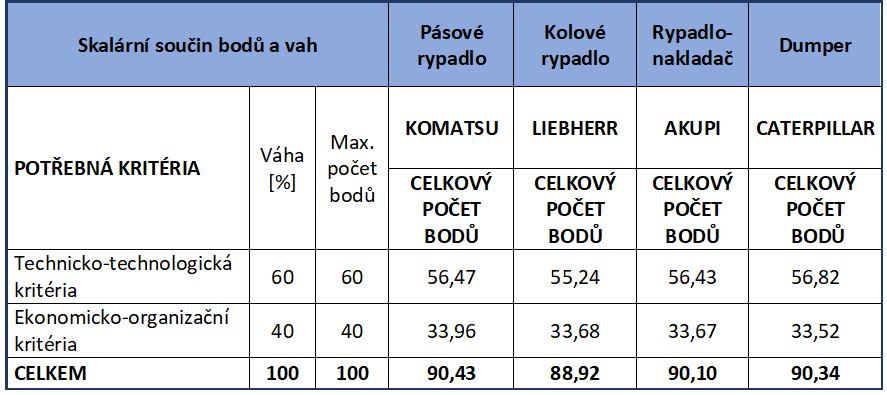 Skalární součin bodů a vah
Pásové
rypadlo
Kolové
rypadlo
Rypadlo-
nakladač
Dumper
POTŘEBNÁ KRITÉRIA
Váha
[%]
Max.
počet
bodů
KOMATSU
LIEBHERR
AKUPI
CATERPILLAR
CELKOVÝ
POČET
BODŮ
CELKOVÝ
POČET
BODŮ
CELKOVÝ
POČET
BODŮ
CELKOVÝ
POČET
BODŮ
Technicko-technologická
kritéria
60
60
56,47
55,24
56,43
56,82
Ekonomicko-organizační
kritéria
40
40
33,96
33,68
33,67
33,52
CELKEM
100
100
90,43
88,92
90,10
90,34